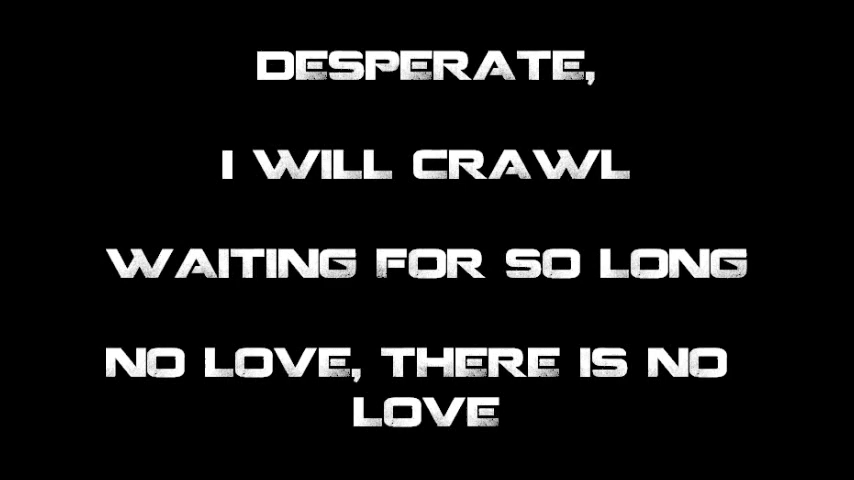 DESPERATE,
I WILL CRAWL
WAITING FOR SO LONG
NO LOVE, THERE IS NO
LOVE